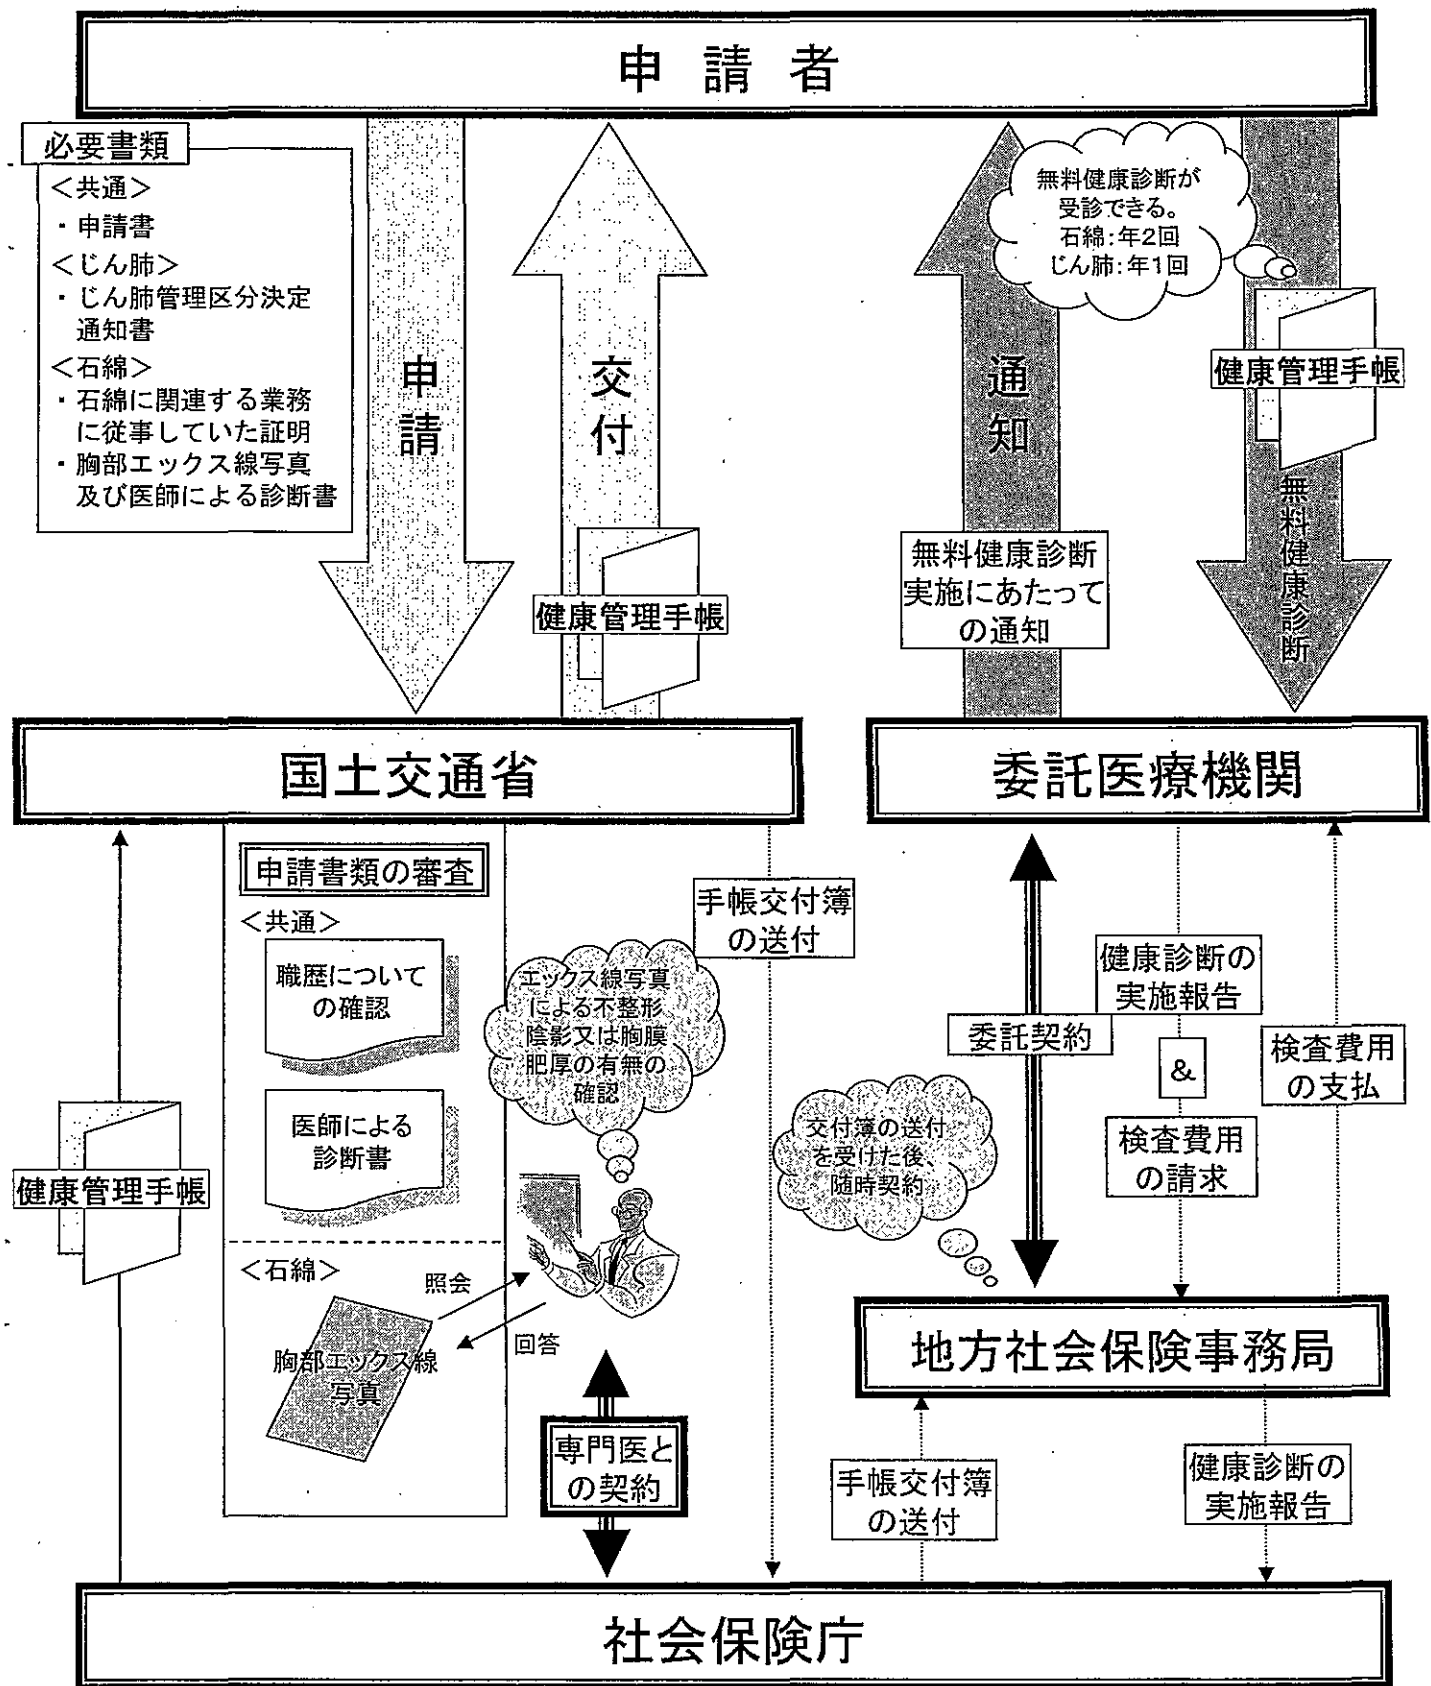 申請者
必要書類
＜共通＞
・申請書
＜じん肺＞
・じん肺管理区分決定
通知書
＜石綿＞
・石綿に関連する業務
に従事していた証明
・胸部エックス線写真
及び医師による診断書
申請
交付
健康管理手帳
通知
無料健康診断
実施にあたって
の通知
無料健康診断が
受診できる。
石綿：年2回
じん肺：年1回
健康管理手帳
無料健康診断
国土交通省
委託医療機関
申請書類の審査
＜共通＞
職歴について
の確認
医師による
診断書
＜石綿＞
胸部エックス線
写真
照会
回答
エックス線写真
による不整形
陰影又は胸膜
肥厚の有無の
確認
専門医と
の契約
健康管理手帳
手帳交付簿
の送付
委託契約
交付簿の送付
を受けた後、
随時契約
健康診断の
実施報告
&
検査費用
の請求
検査費用
の支払
地方社会保険事務局
手帳交付簿
の送付
健康診断の
実施報告
社会保険庁